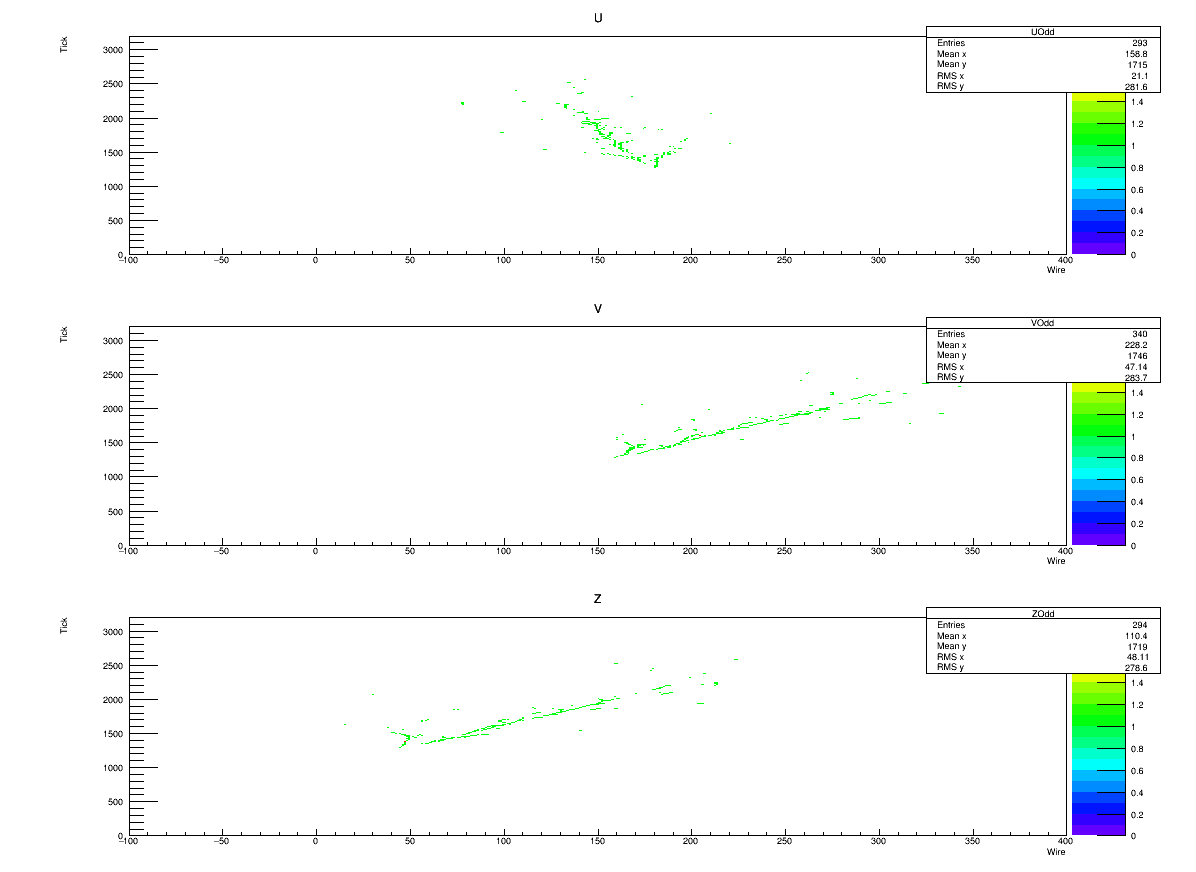 U
Tick
3000
2500
2000
1500
1000
500
0
−100 −50 0 50 100 150 200 250 300 350 400
Wire
UOdd
Entries 293
Mean x 158.8
Mean y 1715
RMS x 21.1
RMS y 281.6
1.4
1.2
1
0.8
0.6
0.4
0.2
0
V
Tick
3000
2500
2000
1500
1000
500
0
−100 −50 0 50 100 150 200 250 300 350 400
Wire
VOdd
Entries 340
Mean x 228.2
Mean y 1746
RMS x 47.14
RMS y 283.7
1.4
1.2
1
0.8
0.6
0.4
0.2
0
Z
Tick
3000
2500
2000
1500
1000
500
0
−100 −50 0 50 100 150 200 250 300 350 400
Wire
ZOdd
Entries 294
Mean x 110.4
Mean y 1719
RMS x 48.11
RMS y 278.6
1.4
1.2
1
0.8
0.6
0.4
0.2
0